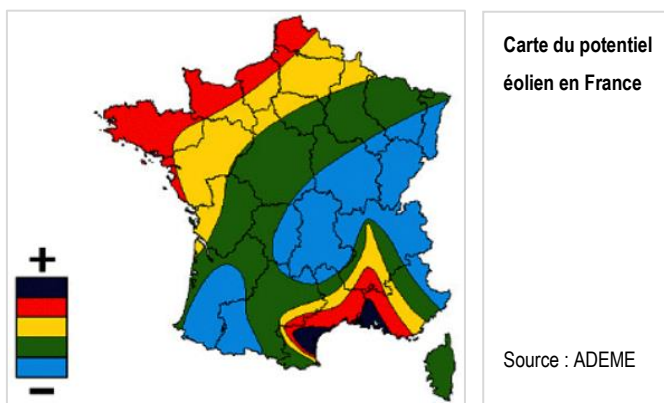 Carte du potentiel
éolien en France
+
−
Source : ADEME